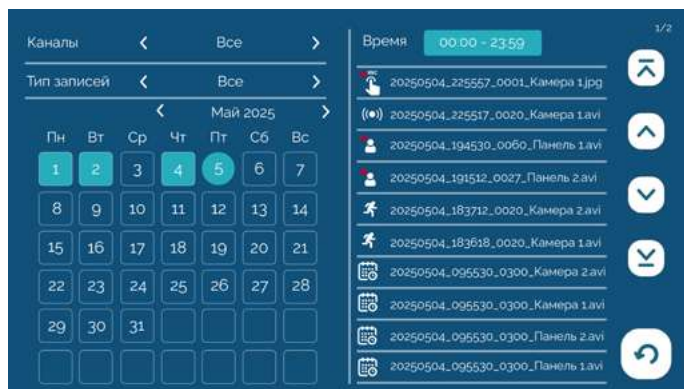 Каналы
Все
Тип записей
Все
Май 2025
Пн Вт Ср Чт Пт Сб Вс
1 2 3 4 5 6 7
8 9 10 11 12 13 14
15 16 17 18 19 20 21
22 23 24 25 26 27 28
29 30 31
Время
00:00 - 23:59
1/2
20250504_225557_0001_Камера 1.jpg
20250504_225517_0020_Камера 1.avi
20250504_194530_0060_Панель 1.avi
20250504_191512_0027_Панель 2.avi
20250504_183712_0020_Камера 2.avi
20250504_183618_0020_Камера 1.avi
20250504_095530_0300_Камера 2.avi
20250504_095530_0300_Камера 1.avi
20250504_095530_0300_Панель 2.avi
20250504_095530_0300_Панель 1.avi